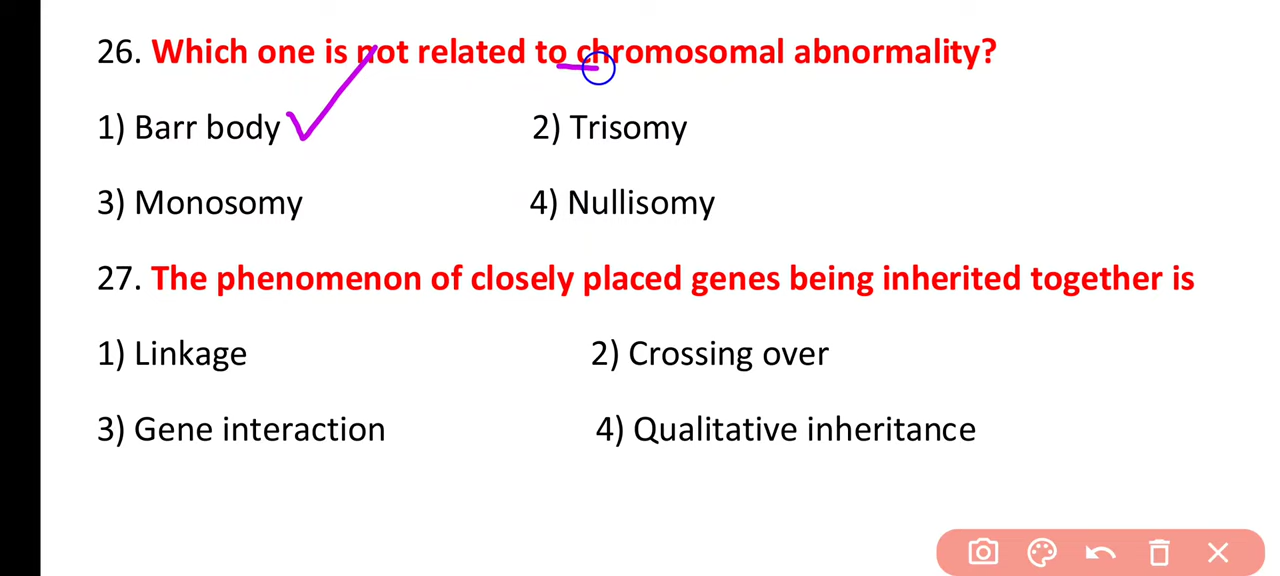 26. Which one is not related to chromosomal abnormality?
1) Barr body 2) Trisomy
3) Monosomy 4) Nullisomy
27. The phenomenon of closely placed genes being inherited together is
1) Linkage 2) Crossing over
3) Gene interaction 4) Qualitative inheritance